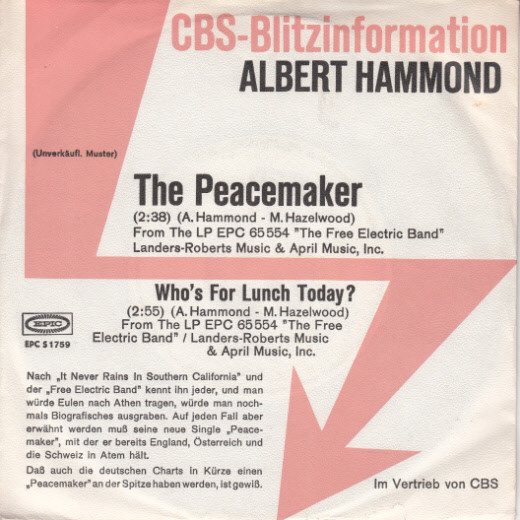 CBS-Blitzinformation
ALBERT HAMMOND
(Unverkäufl. Muster)
The Peacemaker
(2:38) (A. Hammond - M. Hazelwood)
From The LP EPC 65 554 "The Free Electric Band"
Landers-Roberts Music & April Music, Inc.
Who's For Lunch Today?
(2:55) (A. Hammond - M. Hazelwood)
From The LP EPC 65 554 "The Free
Electric Band" / Landers-Roberts Music
& April Music, Inc.
EPIC
EPC S 1759
Nach „It Never Rains In Southern California" und
der „Free Electric Band" kennt ihn jeder, und man
würde Eulen nach Athen tragen, würde man noch-
mals Biografisches ausgraben. Auf jeden Fall aber
erwähnt werden muß seine neue Single „Peace-
maker", mit der er bereits England, Österreich und
die Schweiz in Atem hält.
Daß auch die deutschen Charts in Kürze einen
„Peacemaker" an der Spitze haben werden, ist gewiß.
Im Vertrieb von CBS